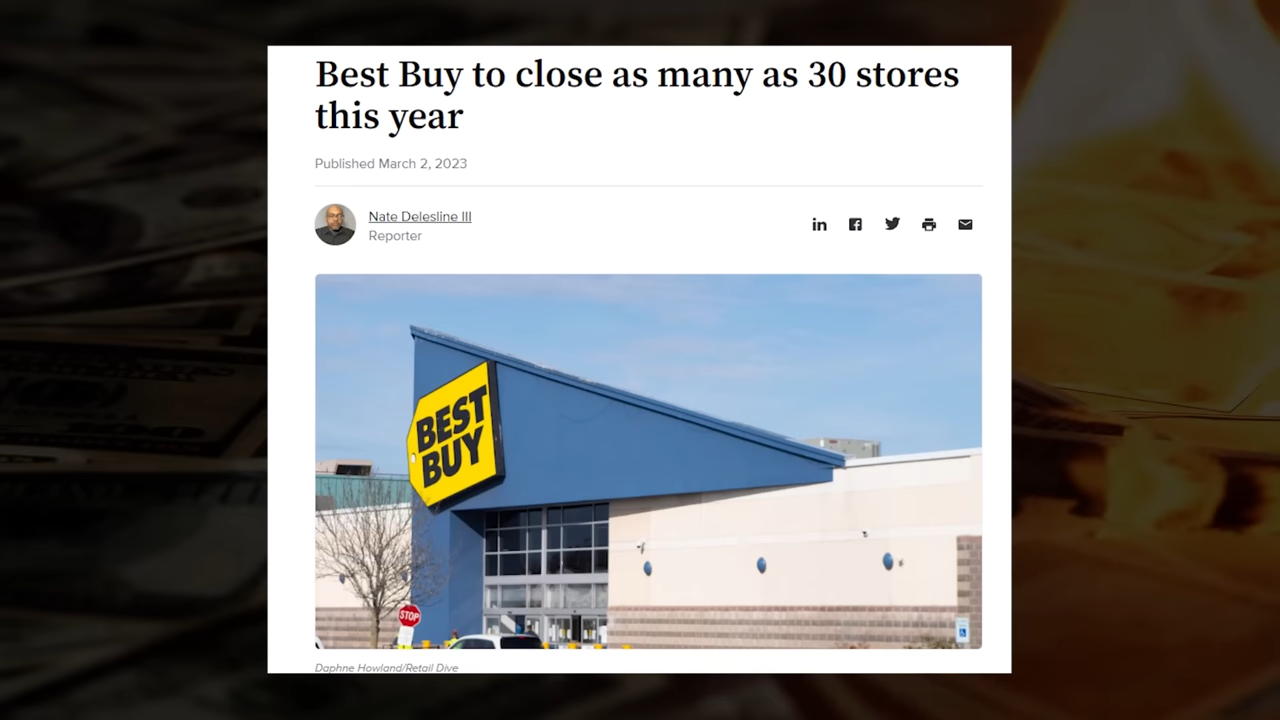 Best Buy to close as many as 30 stores
this year
Published March 2, 2023
Nate Delesline III
Reporter
BEST
BUY
STOP
Daphne Howland/Retail Dive